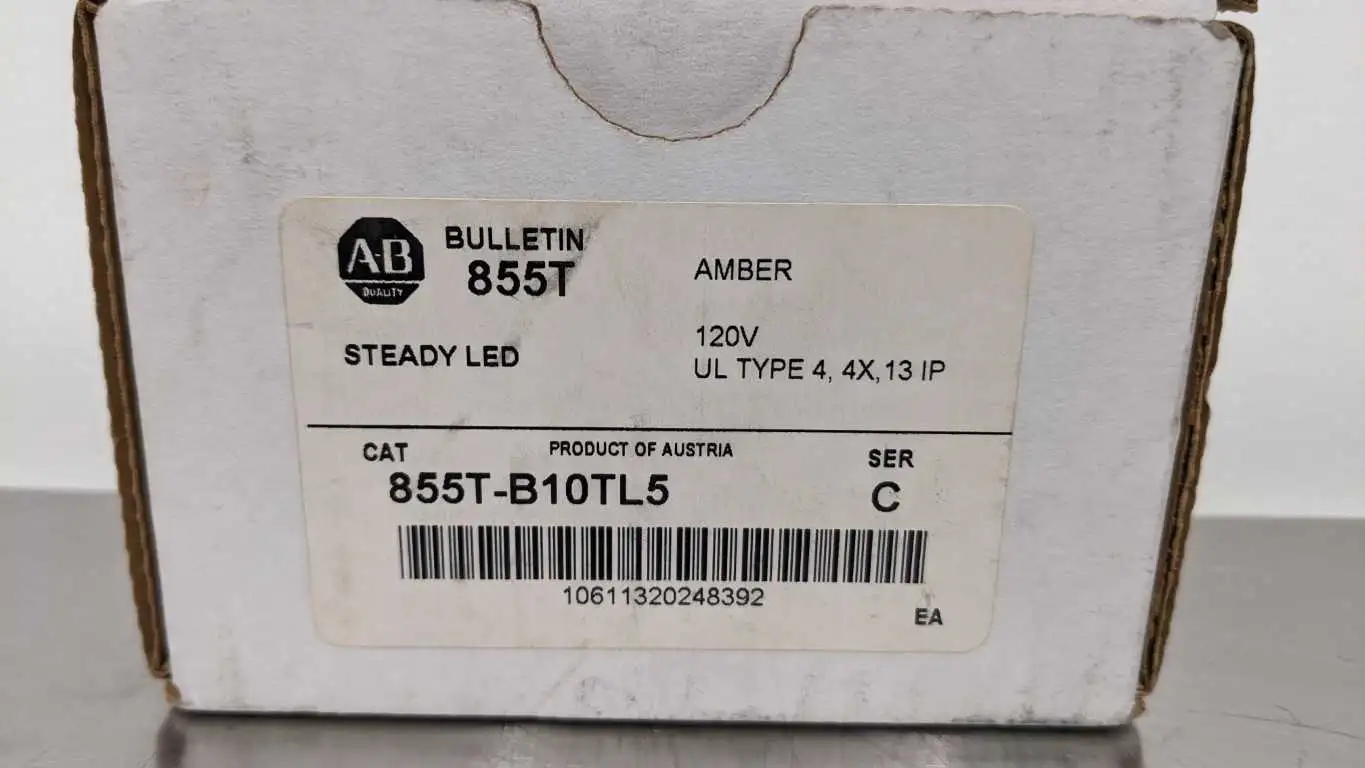 A-B
QUALITY
BULLETIN
855T
AMBER
STEADY LED
120V
UL TYPE 4, 4X, 13 IP
CAT
PRODUCT OF AUSTRIA
SER
855T-B10TL5
C
10611320248392
EA